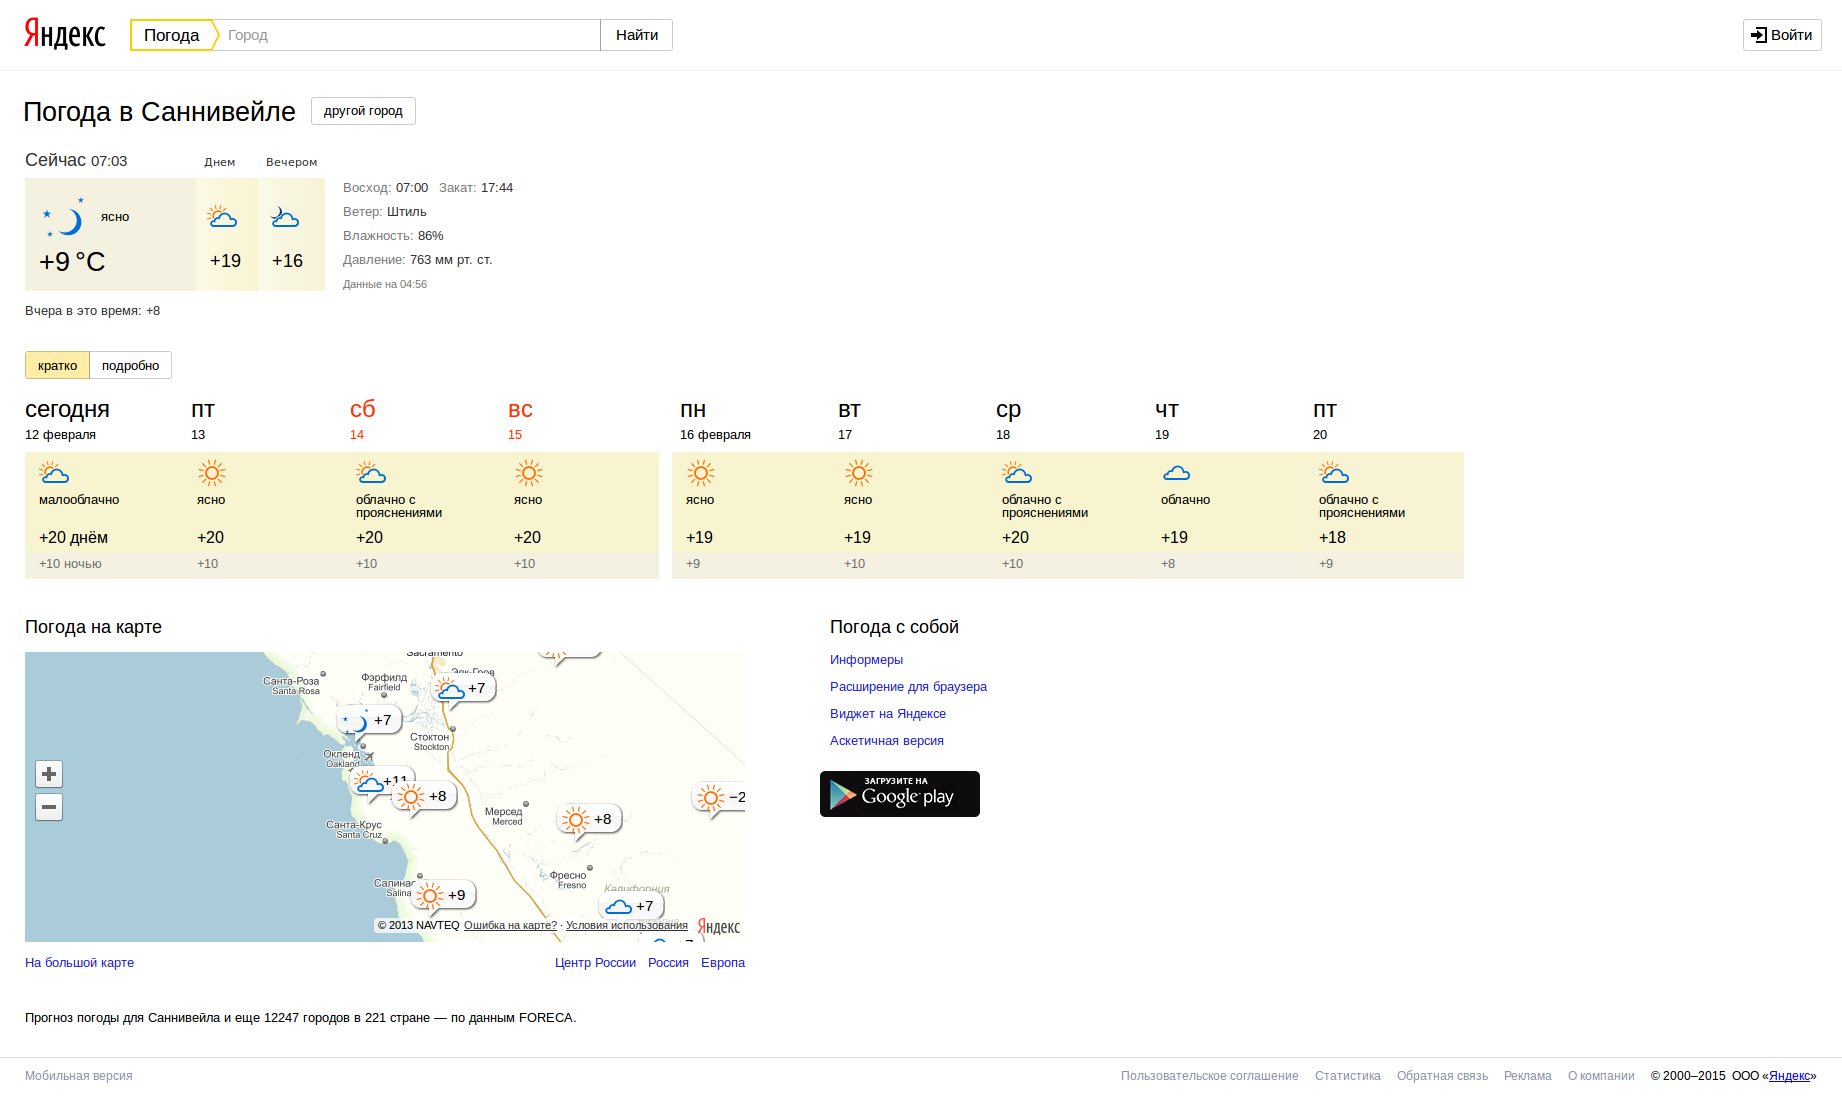 Яндекс Погода Город Найти Войти
Погода в Саннивейле другой город
Сейчас 07:03 Днем Вечером
ясно
+9 °C +19 +16
Восход: 07:00 Закат: 17:44
Ветер: Штиль
Влажность: 86%
Давление: 763 мм рт. ст.
Данные на 04:56
Вчера в это время: +8
кратко подробно
сегодня пт сб вс пн вт ср чт пт
12 февраля 13 14 15 16 февраля 17 18 19 20
малооблачно ясно облачно с прояснениями ясно ясно ясно облачно с прояснениями облачно облачно с прояснениями
+20 днём +20 +20 +20 +19 +19 +20 +19 +18
+10 ночью +10 +10 +10 +9 +10 +10 +8 +9
Погода на карте
Sacramento
Элк-Гров
Санта-Роза
Santa Rosa
Фэрфилд
Fairfield
+7
+7
Стоктон
Stockton
Окленд
Oakland
+11
+8
−2
Мерсед
Merced
+8
Санта-Крус
Santa Cruz
Фресно
Fresno
Салинас
Salina
+9
Калифорния
+7
© 2013 NAVTEQ Ошибка на карте? · Условия использования Яндекс
На большой карте Центр России Россия Европа
Погода с собой
Информеры
Расширение для браузера
Виджет на Яндексе
Аскетичная версия
ЗАГРУЗИТЕ НА
Google play
Прогноз погоды для Саннивейла и еще 12247 городов в 221 стране — по данным FORECA.
Мобильная версия Пользовательское соглашение Статистика Обратная связь Реклама О компании © 2000–2015 ООО «Яндекс»